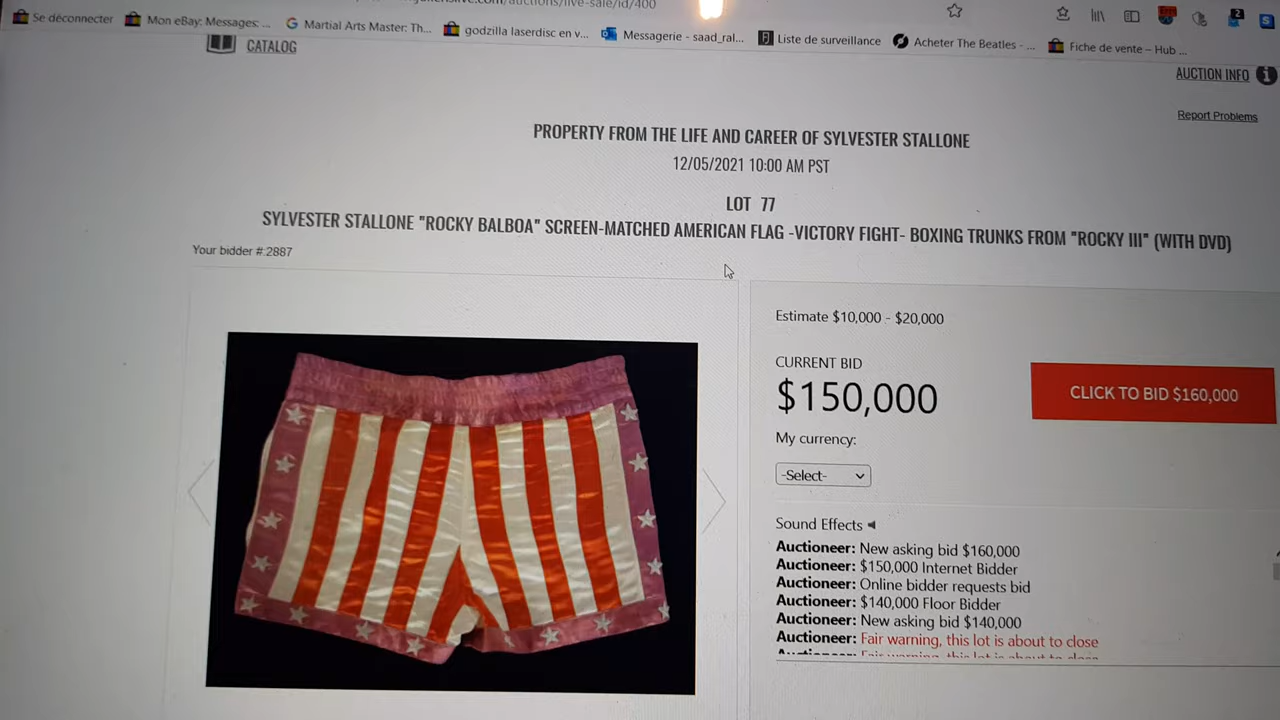 auctions/live-sale/id/400
Se déconnecter
Mon eBay: Messages: ...
Martial Arts Master: Th...
godzilla laserdisc en v...
Messagerie - saad_ral...
Liste de surveillance
Acheter The Beatles - ...
Fiche de vente – Hub ...
2
S
CATALOG
AUCTION INFO
Report Problems
PROPERTY FROM THE LIFE AND CAREER OF SYLVESTER STALLONE
12/05/2021 10:00 AM PST
LOT 77
SYLVESTER STALLONE "ROCKY BALBOA" SCREEN-MATCHED AMERICAN FLAG -VICTORY FIGHT- BOXING TRUNKS FROM "ROCKY III" (WITH DVD)
Your bidder #:2887
Estimate $10,000 - $20,000
CURRENT BID
$150,000
CLICK TO BID $160,000
My currency:
-Select-
Sound Effects
Auctioneer: New asking bid $160,000
Auctioneer: $150,000 Internet Bidder
Auctioneer: Online bidder requests bid
Auctioneer: $140,000 Floor Bidder
Auctioneer: New asking bid $140,000
Auctioneer: Fair warning, this lot is about to close